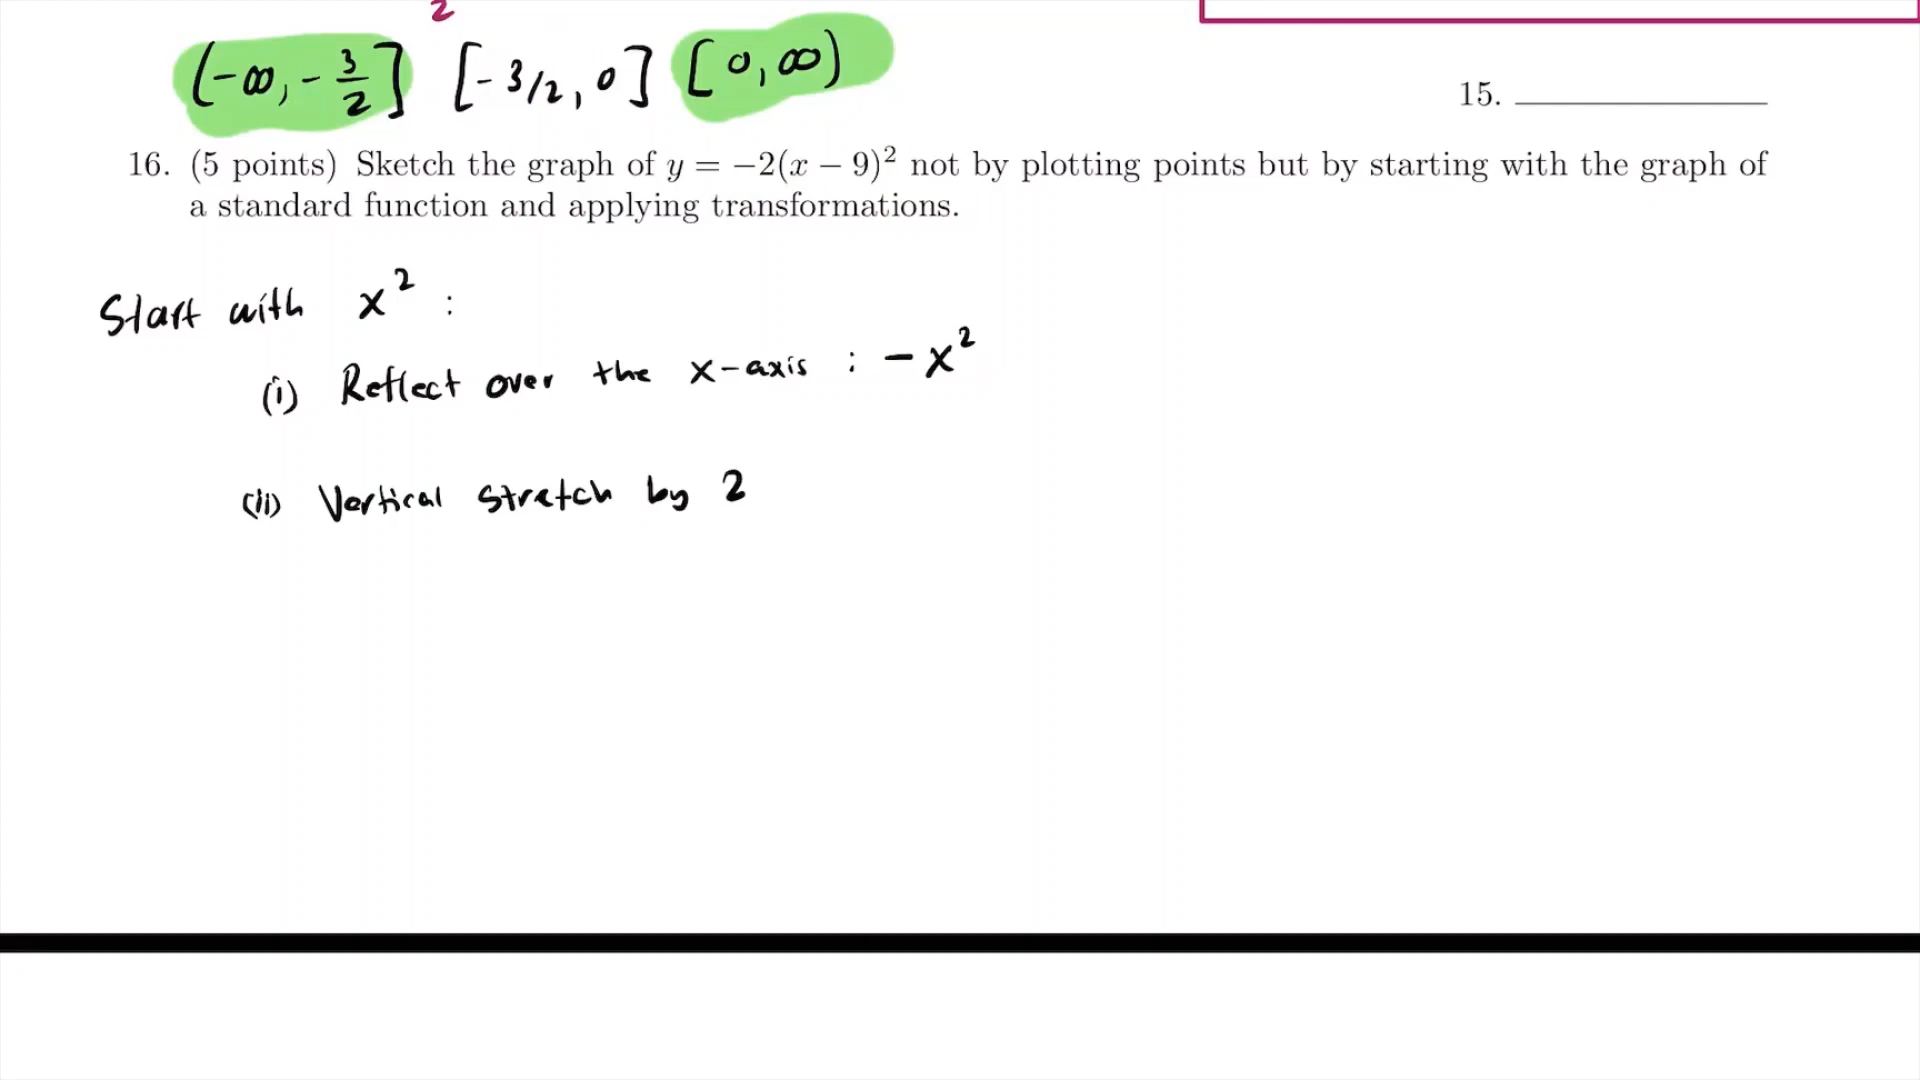 2
(-∞, -3/2] [-3/2, 0] [0, ∞)
15. ____________
16. (5 points) Sketch the graph of y = −2(x − 9)² not by plotting points but by starting with the graph of
a standard function and applying transformations.
Start with x² :
(i) Reflect over the x-axis : -x²
(ii) Vertical stretch by 2